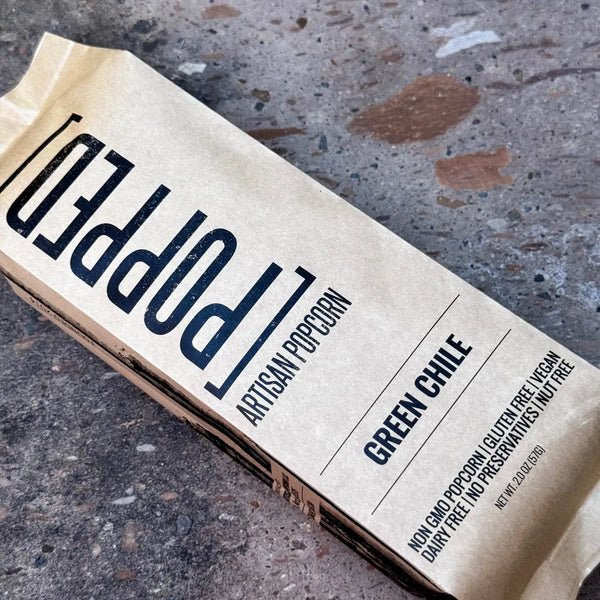 [POPPED]
ARTISAN POPCORN
GREEN CHILE
NON GMO POPCORN | GLUTEN FREE | VEGAN
DAIRY FREE | NO PRESERVATIVES | NUT FREE
NET WT. 2.0 OZ (57G)